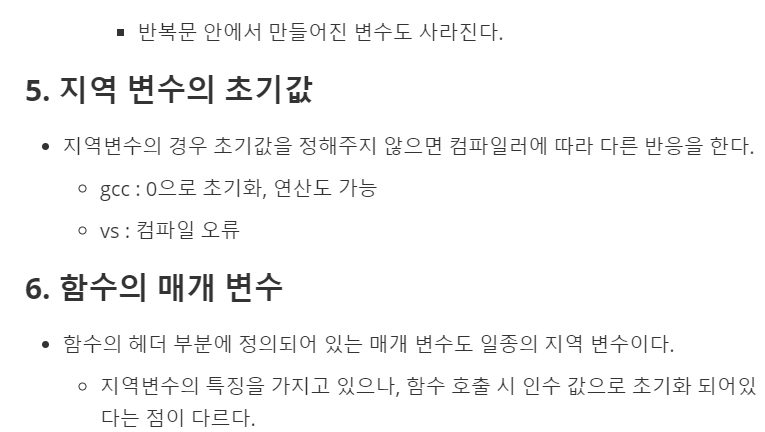 ▪ 반복문 안에서 만들어진 변수도 사라진다.
5. 지역 변수의 초기값
• 지역변수의 경우 초기값을 정해주지 않으면 컴파일러에 따라 다른 반응을 한다.
◦ gcc : 0으로 초기화, 연산도 가능
◦ vs : 컴파일 오류
6. 함수의 매개 변수
• 함수의 헤더 부분에 정의되어 있는 매개 변수도 일종의 지역 변수이다.
◦ 지역변수의 특징을 가지고 있으나, 함수 호출 시 인수 값으로 초기화 되어있
다는 점이 다르다.